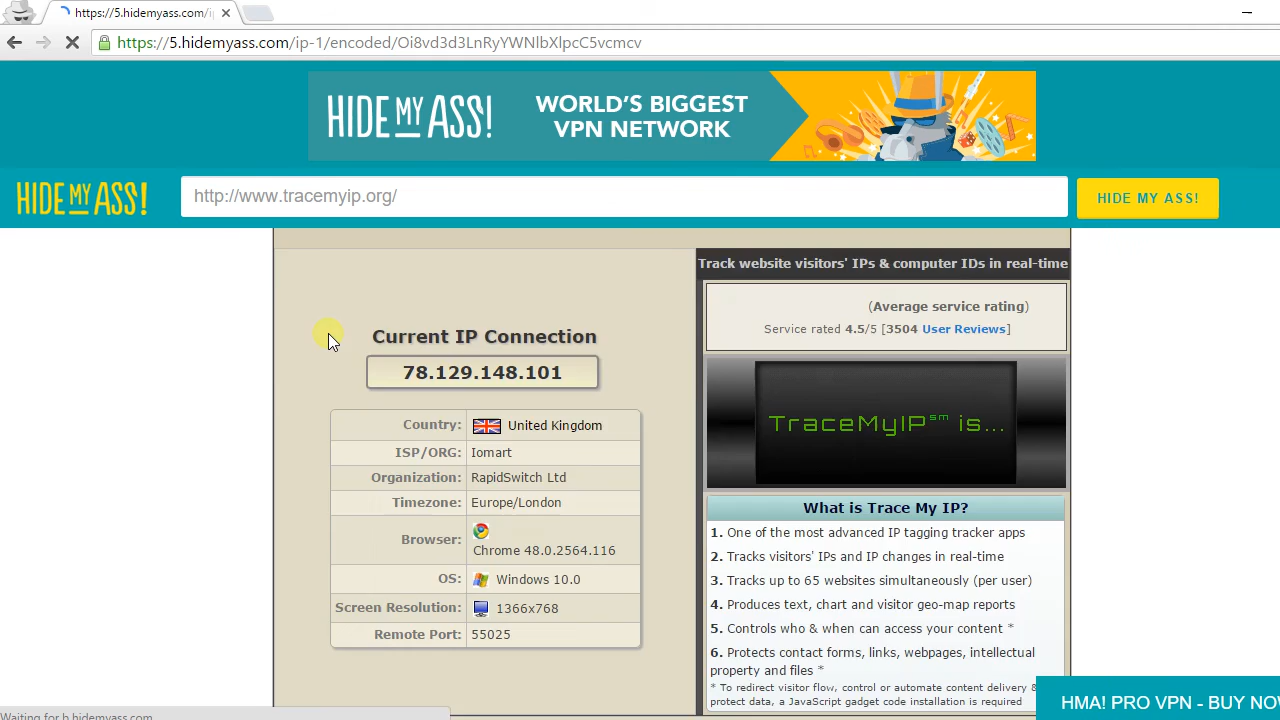 https://5.hidemyass.com/ip
https://5.hidemyass.com/ip-1/encoded/Oi8vd3d3LnRyYWNlbXlpcC5vcmcv
HIDE MY ASS!
WORLD'S BIGGEST
VPN NETWORK
HIDE MY ASS!
http://www.tracemyip.org/
HIDE MY ASS!
Track website visitors' IPs & computer IDs in real-time
(Average service rating)
Service rated 4.5/5 [3504 User Reviews]
Current IP Connection
78.129.148.101
Country: United Kingdom
ISP/ORG: Iomart
Organization: RapidSwitch Ltd
Timezone: Europe/London
Browser: Chrome 48.0.2564.116
OS: Windows 10.0
Screen Resolution: 1366x768
Remote Port: 55025
TraceMyIP℠ is...
What is Trace My IP?
1. One of the most advanced IP tagging tracker apps
2. Tracks visitors' IPs and IP changes in real-time
3. Tracks up to 65 websites simultaneously (per user)
4. Produces text, chart and visitor geo-map reports
5. Controls who & when can access your content *
6. Protects contact forms, links, webpages, intellectual
property and files *
* To redirect visitor flow, control or automate content delivery &
protect data, a JavaScript gadget code installation is required
HMA! PRO VPN - BUY NO
Waiting for b.hidemyass.com